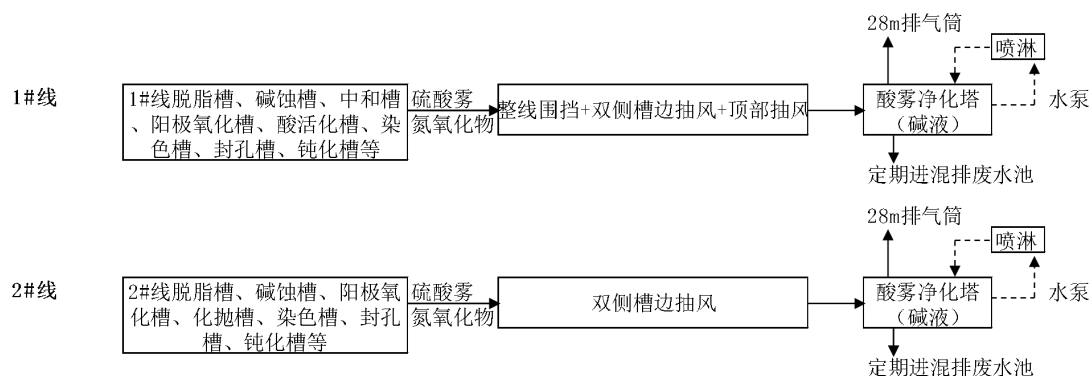 28m排气筒
喷淋
1#线
1#线脱脂槽、碱蚀槽、中和槽
、阳极氧化槽、酸活化槽、染
色槽、封孔槽、钝化槽等
硫酸雾
氮氧化物
整线围挡+双侧槽边抽风+顶部抽风
酸雾净化塔
（碱液）
水泵
定期进混排废水池
28m排气筒
喷淋
2#线
2#线脱脂槽、碱蚀槽、阳极氧
化槽、化抛槽、染色槽、封孔
槽、钝化槽等
硫酸雾
氮氧化物
双侧槽边抽风
酸雾净化塔
（碱液）
水泵
定期进混排废水池